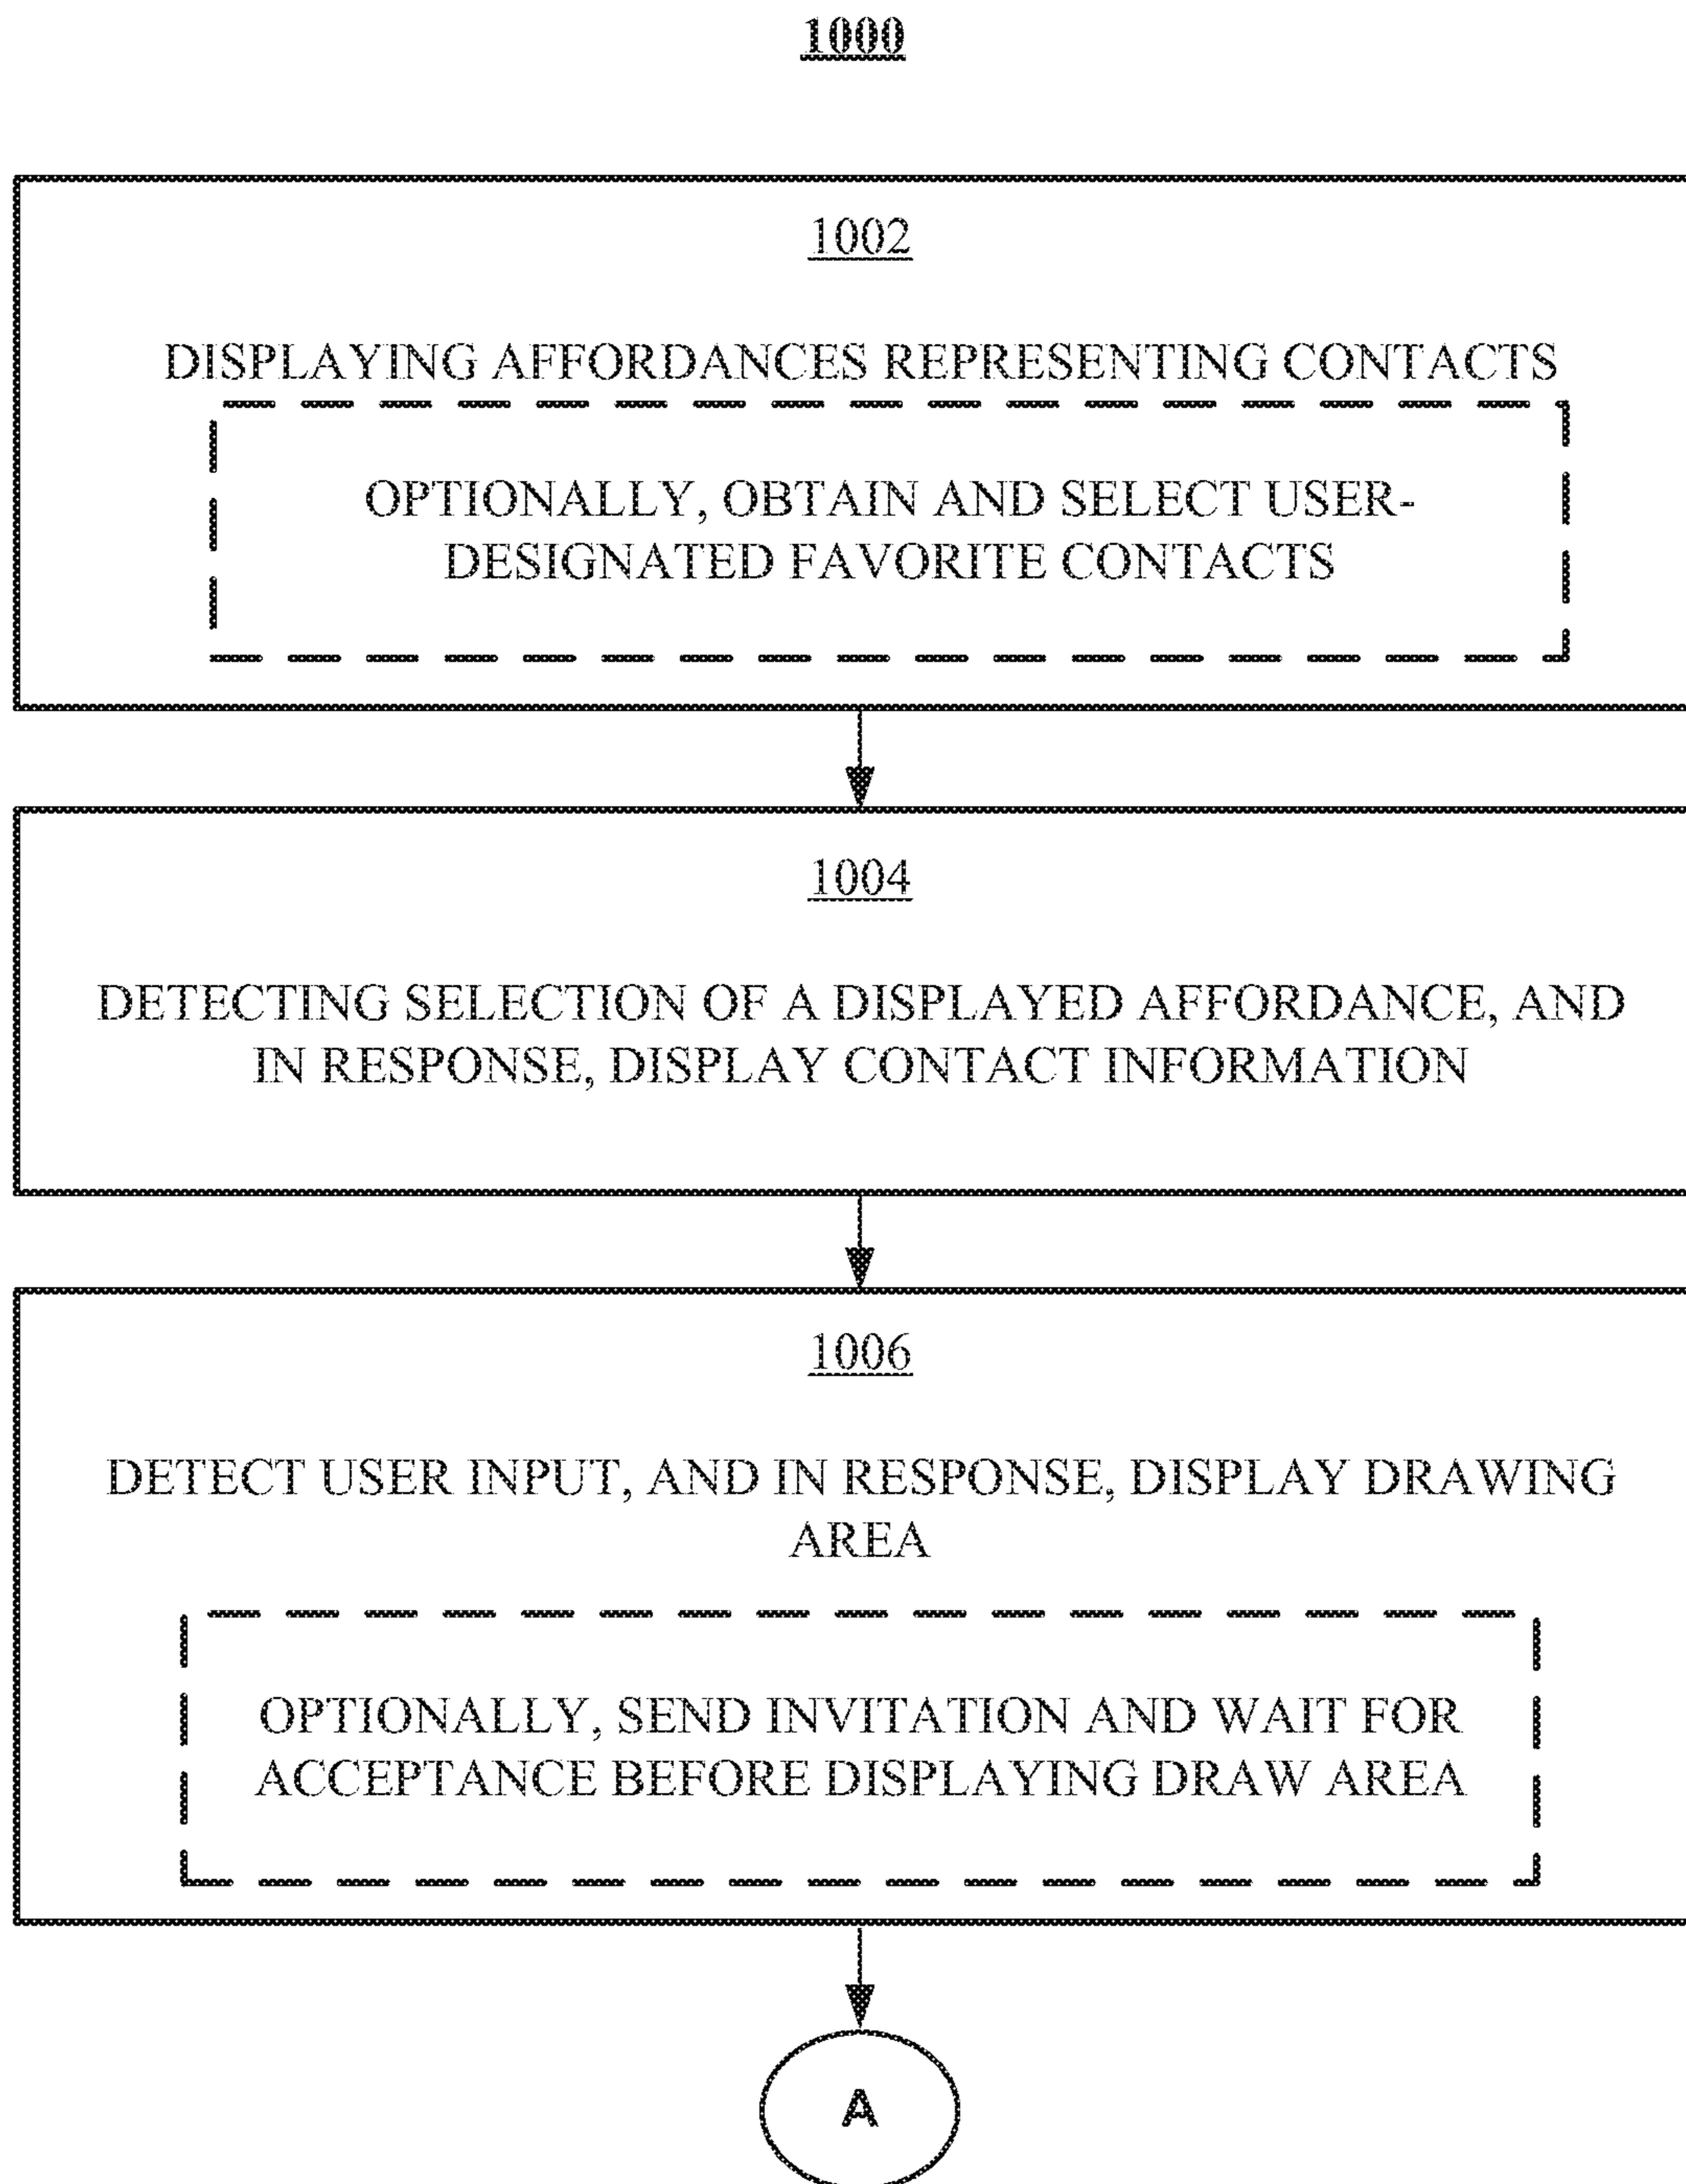 1000
1002
DISPLAYING AFFORDANCES REPRESENTING CONTACTS
OPTIONALLY, OBTAIN AND SELECT USER-
DESIGNATED FAVORITE CONTACTS
1004
DETECTING SELECTION OF A DISPLAYED AFFORDANCE, AND
IN RESPONSE, DISPLAY CONTACT INFORMATION
1006
DETECT USER INPUT, AND IN RESPONSE, DISPLAY DRAWING
AREA
OPTIONALLY, SEND INVITATION AND WAIT FOR
ACCEPTANCE BEFORE DISPLAYING DRAW AREA
A